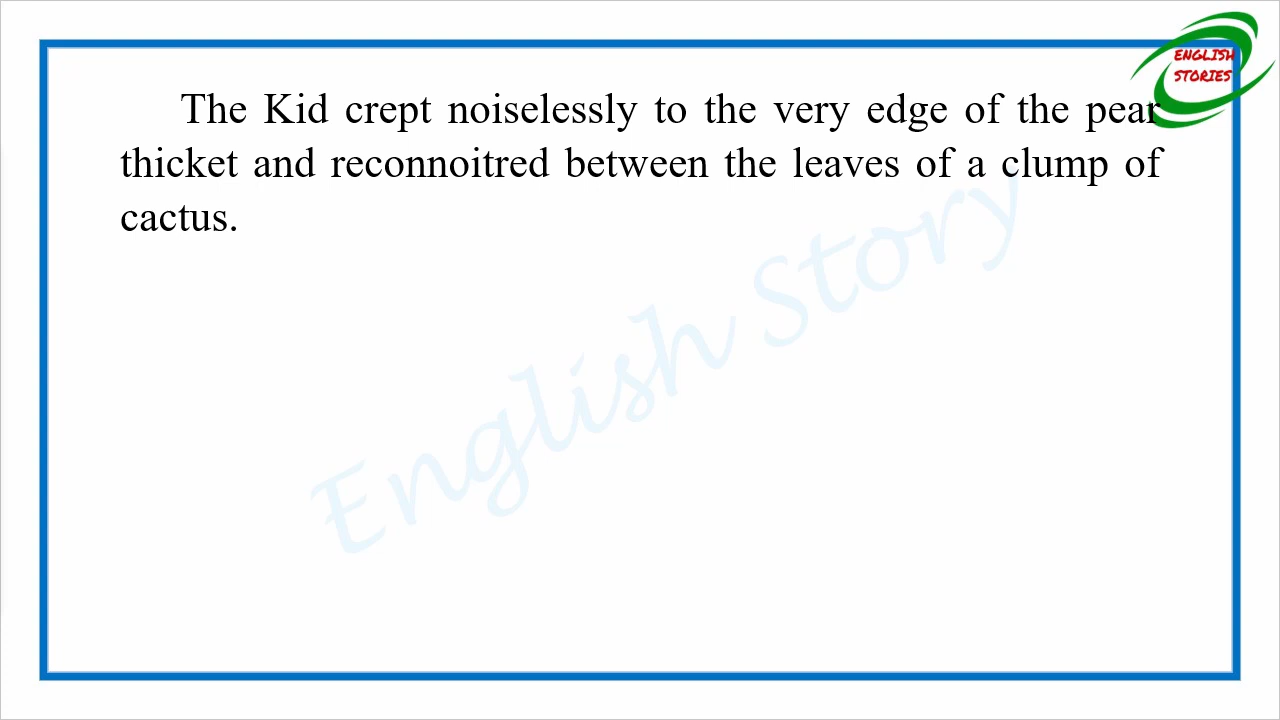 ENGLISH
STORIES
The Kid crept noiselessly to the very edge of the pear
thicket and reconnoitred between the leaves of a clump of
cactus.
English Story